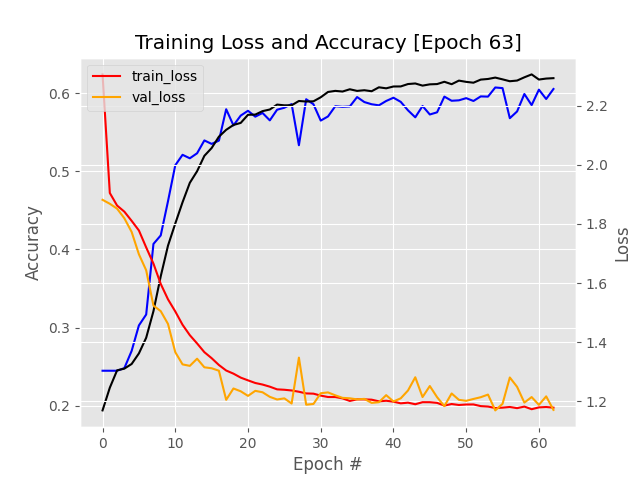 Training Loss and Accuracy [Epoch 63]
train_loss
val_loss
0.6
0.5
0.4
0.3
0.2
Accuracy
2.2
2.0
1.8
1.6
1.4
1.2
Loss
0 10 20 30 40 50 60
Epoch #